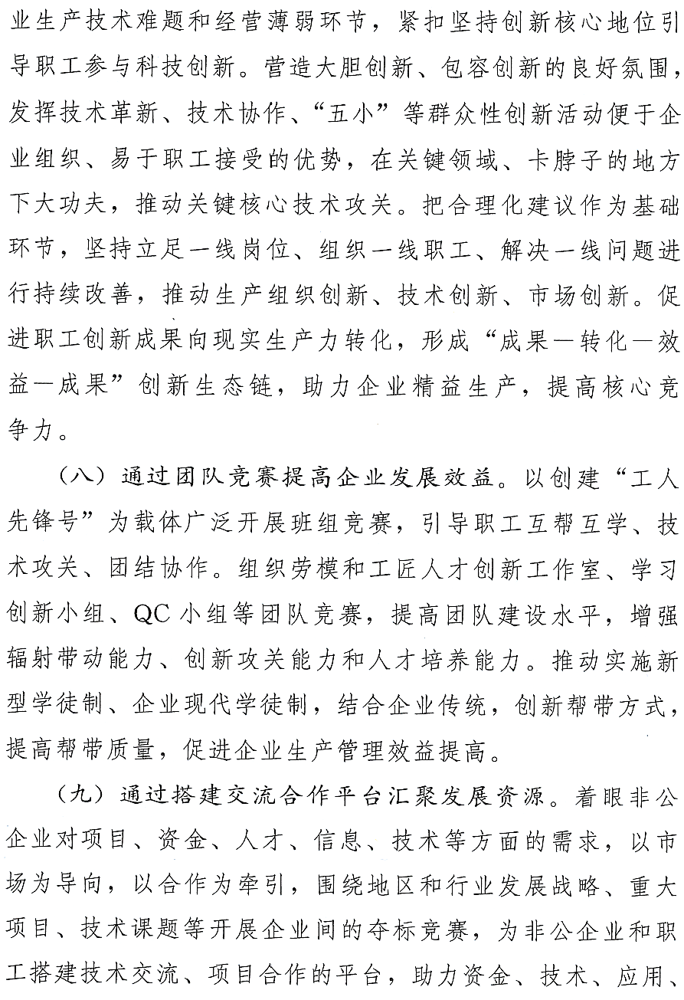 业生产技术难题和经营薄弱环节，紧扣坚持创新核心地位引
导职工参与科技创新。营造大胆创新、包容创新的良好氛围，
发挥技术革新、技术协作、“五小”等群众性创新活动便于企
业组织、易于职工接受的优势，在关键领域、卡脖子的地方
下大功夫，推动关键核心技术攻关。把合理化建议作为基础
环节，坚持立足一线岗位、组织一线职工、解决一线问题进
行持续改善，推动生产组织创新、技术创新、市场创新。促
进职工创新成果向现实生产力转化，形成“成果－转化－效
益－成果”创新生态链，助力企业精益生产，提高核心竞
争力。
（八）通过团队竞赛提高企业发展效益。以创建“工人
先锋号”为载体广泛开展班组竞赛，引导职工互帮互学、技
术攻关、团结协作。组织劳模和工匠人才创新工作室、学习
创新小组、QC 小组等团队竞赛，提高团队建设水平，增强
辐射带动能力、创新攻关能力和人才培养能力。推动实施新
型学徒制、企业现代学徒制，结合企业传统，创新帮带方式，
提高帮带质量，促进企业生产管理效益提高。
（九）通过搭建交流合作平台汇聚发展资源。着眼非公
企业对项目、资金、人才、信息、技术等方面的需求，以市
场为导向，以合作为牵引，围绕地区和行业发展战略、重大
项目、技术课题等开展企业间的夺标竞赛，为非公企业和职
工搭建技术交流、项目合作的平台，助力资金、技术、应用、